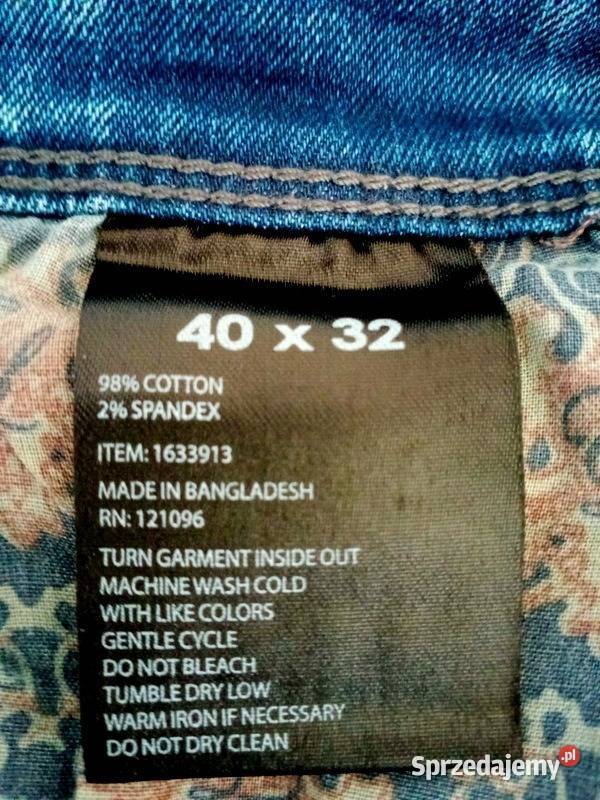 40 x 32
98% COTTON
2% SPANDEX
ITEM: 1633913
MADE IN BANGLADESH
RN: 121096
TURN GARMENT INSIDE OUT
MACHINE WASH COLD
WITH LIKE COLORS
GENTLE CYCLE
DO NOT BLEACH
TUMBLE DRY LOW
WARM IRON IF NECESSARY
DO NOT DRY CLEAN
Sprzedajemy.pl